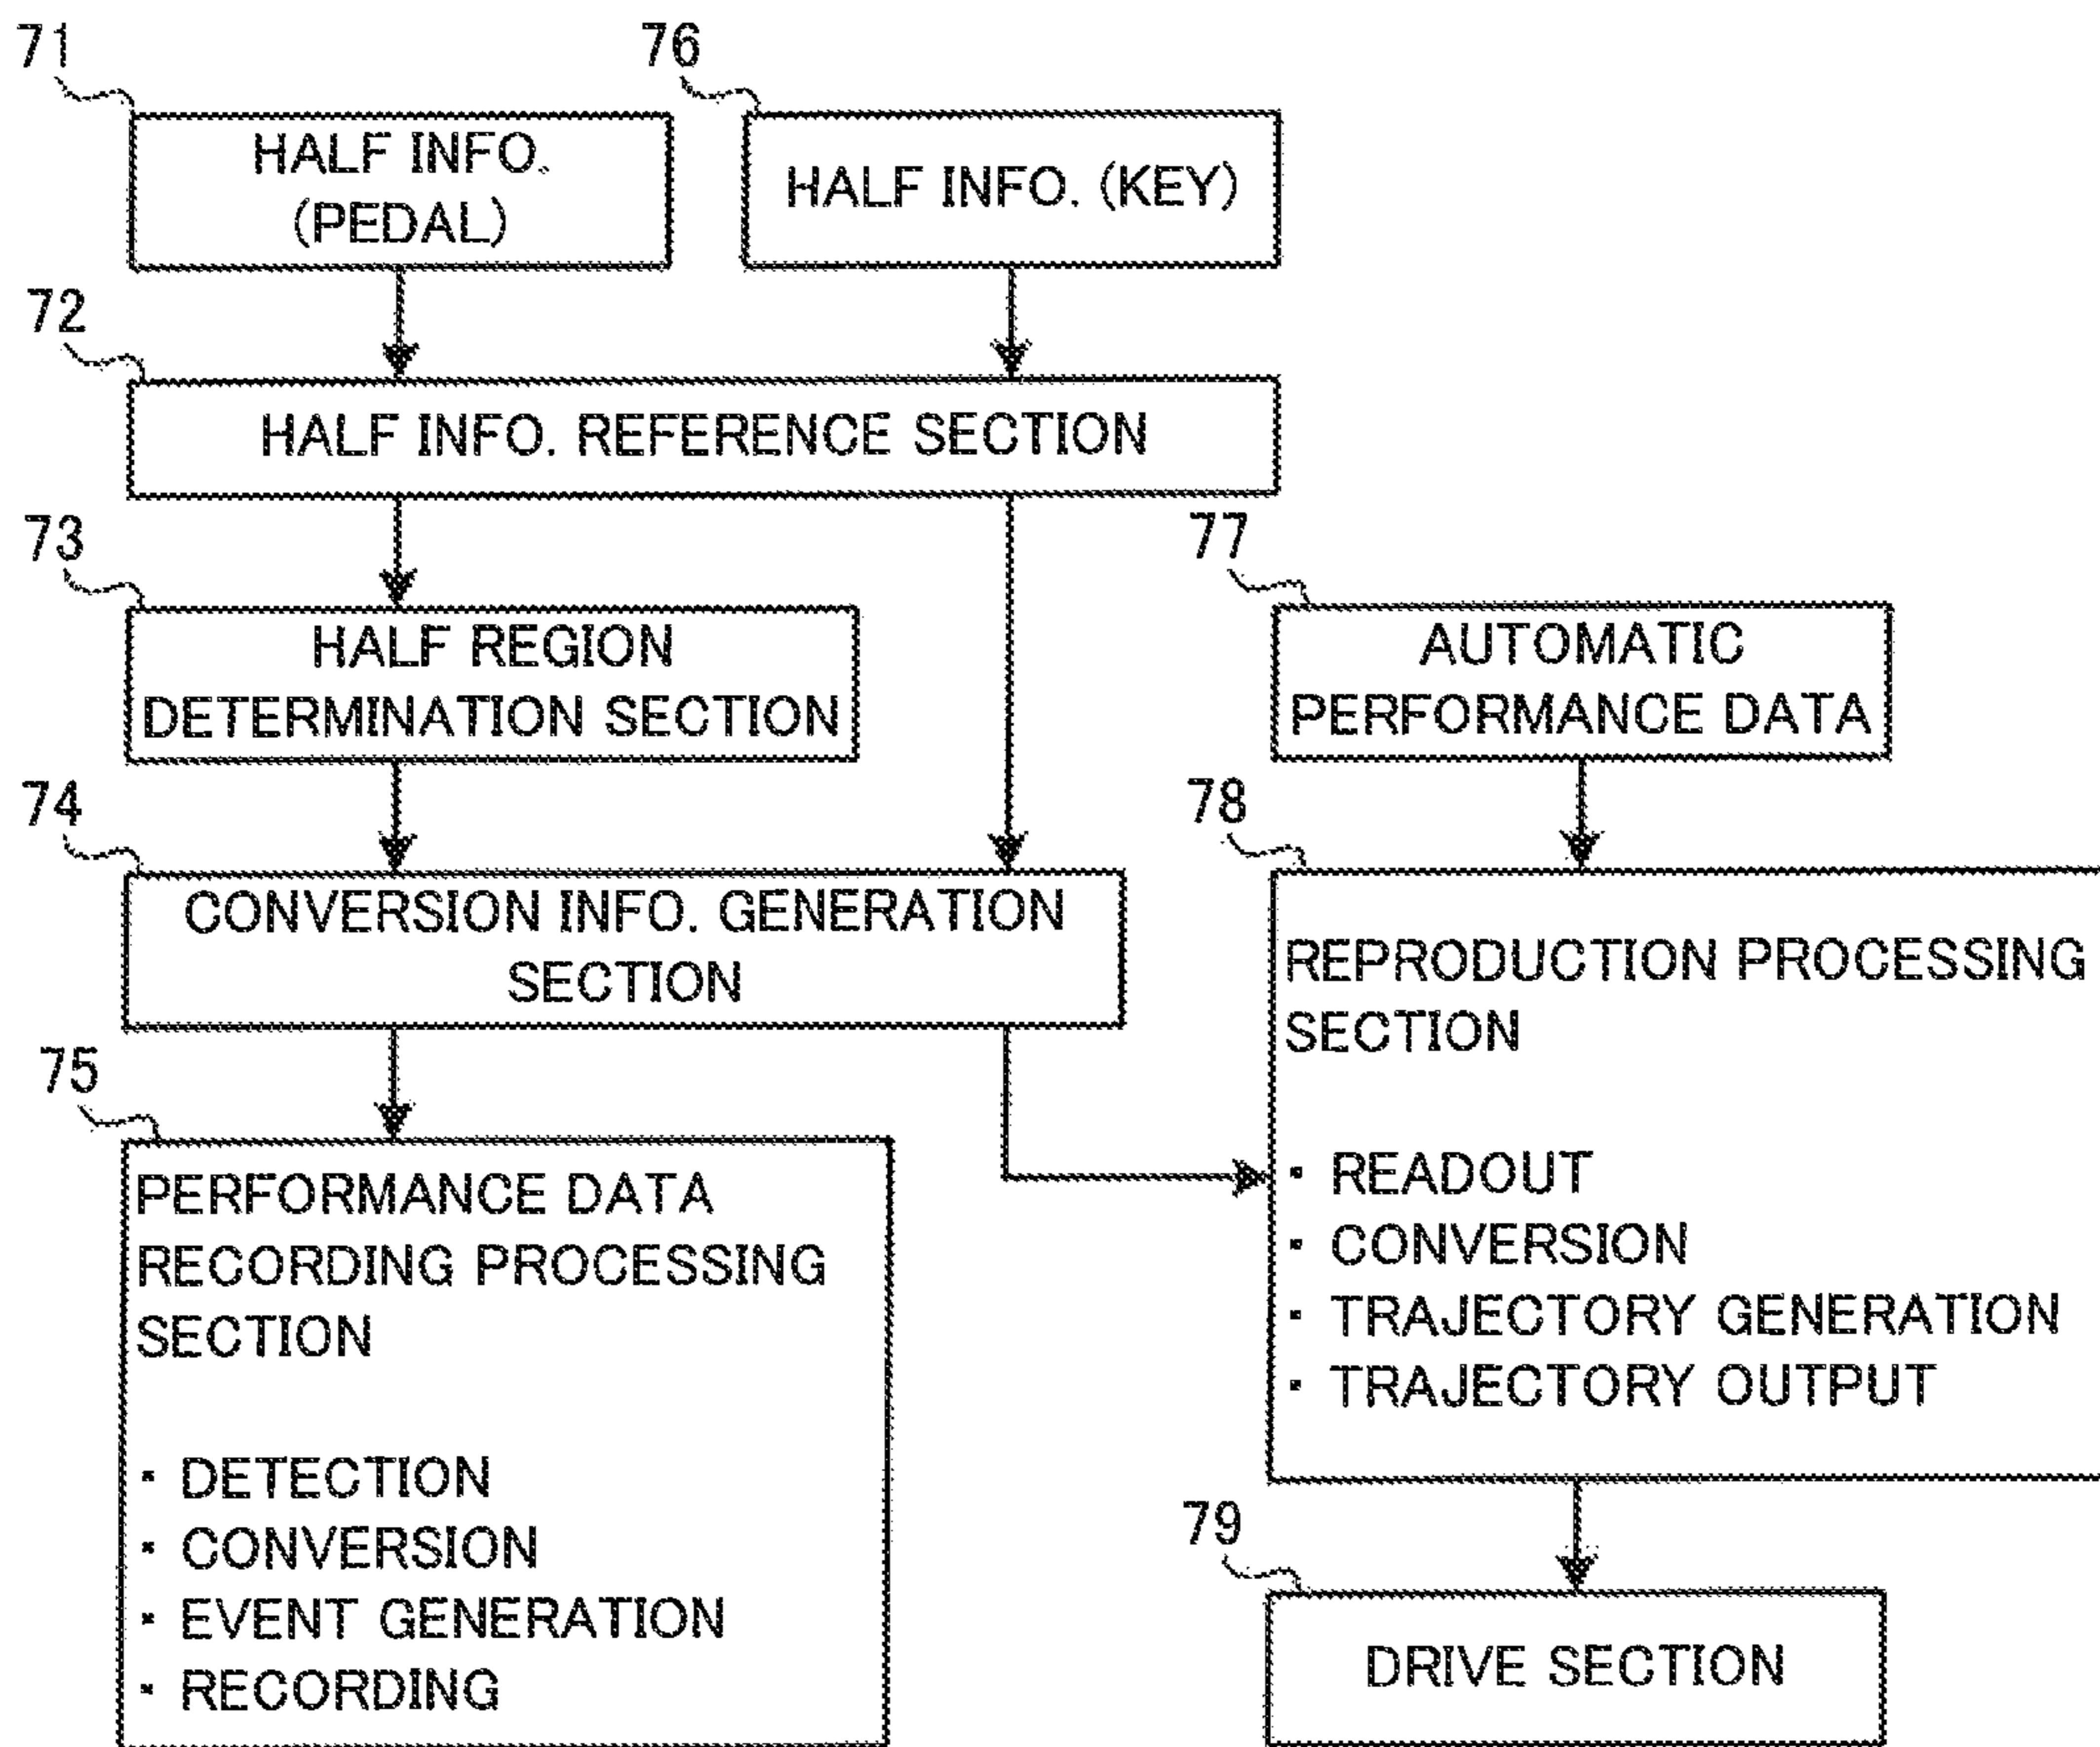 71
HALF INFO.
(PEDAL)
76
HALF INFO. (KEY)
72
HALF INFO. REFERENCE SECTION
73
HALF REGION
DETERMINATION SECTION
77
AUTOMATIC
PERFORMANCE DATA
74
CONVERSION INFO. GENERATION
SECTION
78
REPRODUCTION PROCESSING
SECTION
· READOUT
· CONVERSION
· TRAJECTORY GENERATION
· TRAJECTORY OUTPUT
75
PERFORMANCE DATA
RECORDING PROCESSING
SECTION
· DETECTION
· CONVERSION
· EVENT GENERATION
· RECORDING
79
DRIVE SECTION